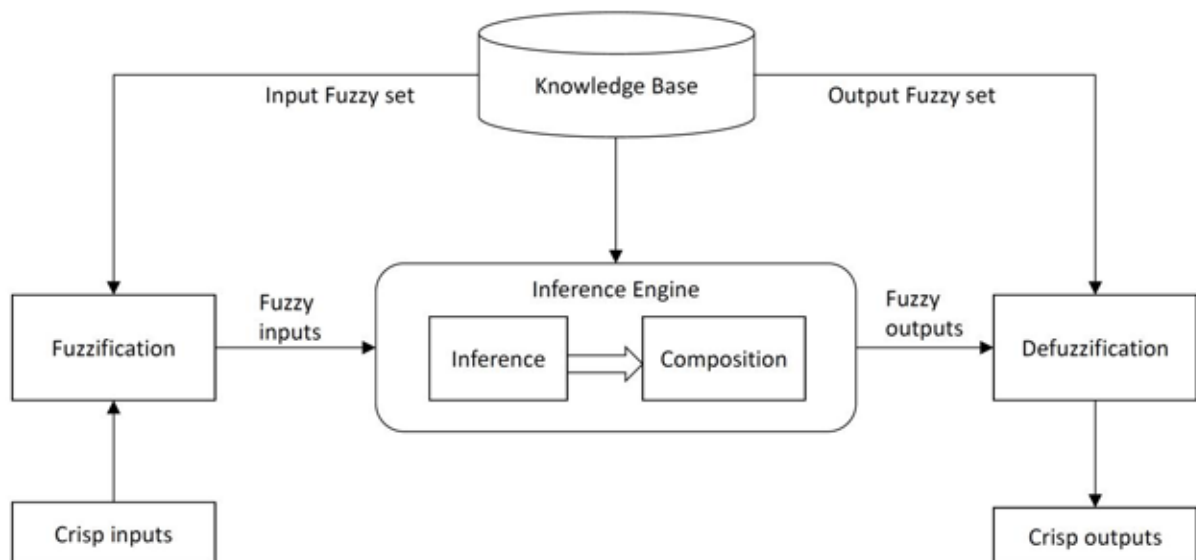 Knowledge Base
Input Fuzzy set
Output Fuzzy set
Inference Engine
Fuzzy
inputs
Fuzzy
outputs
Fuzzification
Inference
Composition
Defuzzification
Crisp inputs
Crisp outputs